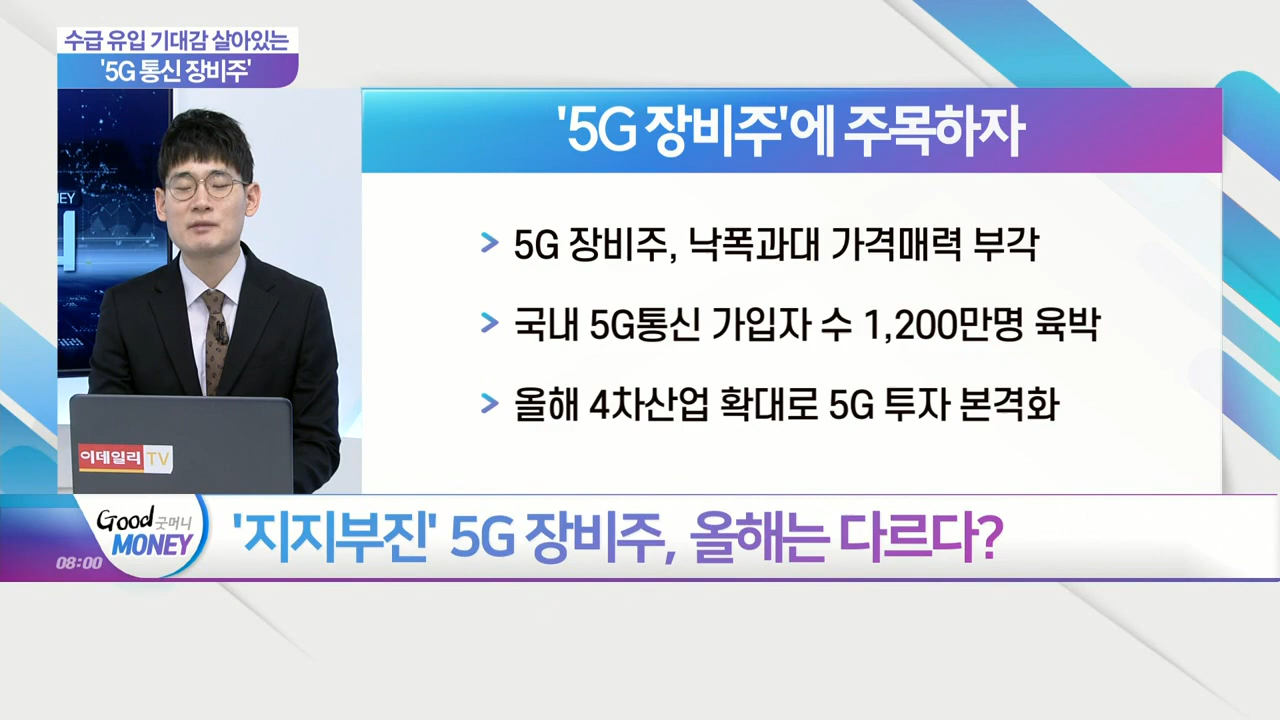 수급 유입 기대감 살아있는
'5G 통신 장비주'
'5G 장비주'에 주목하자
5G 장비주, 낙폭과대 가격매력 부각
국내 5G통신 가입자 수 1,200만명 육박
올해 4차산업 확대로 5G 투자 본격화
이데일리 TV
Good 굿머니
MONEY
08:00
'지지부진' 5G 장비주, 올해는 다르다?